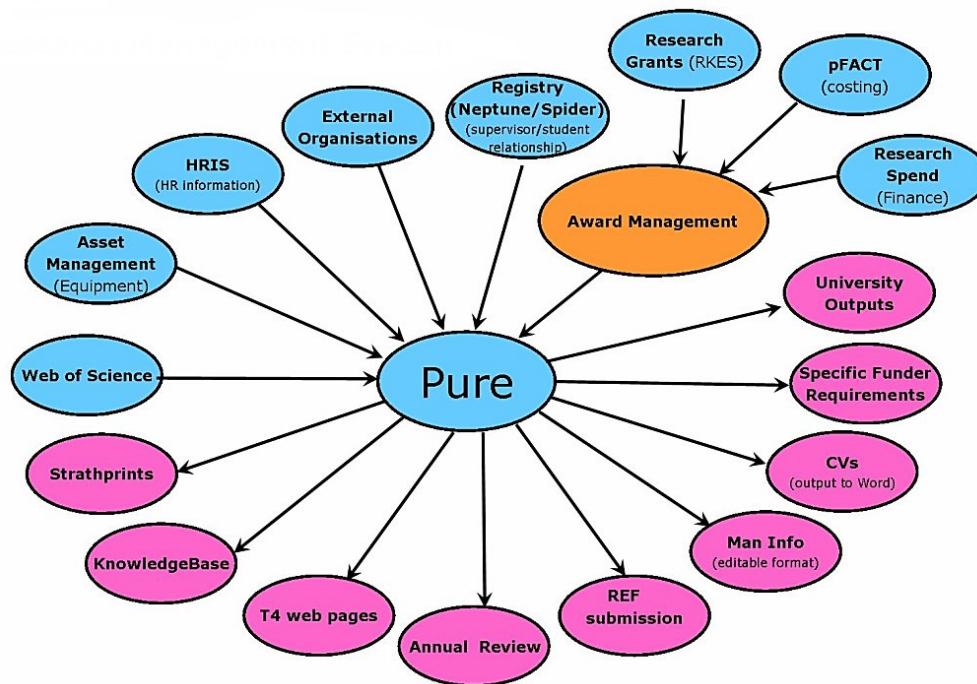 Research
Grants (RKES)
pFACT
(costing)
Registry
(Neptune/Spider)
(supervisor/student
relationship)
External
Organisations
Research
Spend
(Finance)
HRIS
(HR information)
Award Management
Asset
Management
(Equipment)
University
Outputs
Web of Science
Pure
Specific Funder
Requirements
Strathprints
CVs
(output to Word)
KnowledgeBase
Man Info
(editable format)
T4 web pages
REF
submission
Annual Review